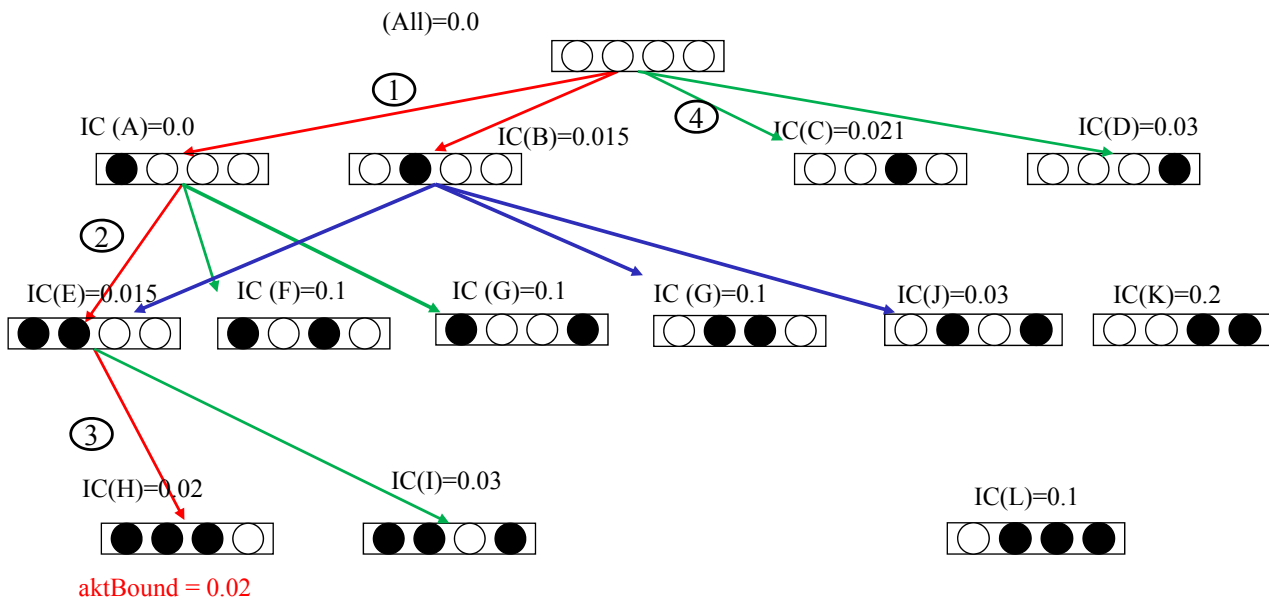 (All)=0.0
1
4
IC (A)=0.0
IC(B)=0.015
IC(C)=0.021
IC(D)=0.03
2
IC(E)=0.015
IC (F)=0.1
IC (G)=0.1
IC (G)=0.1
IC(J)=0.03
IC(K)=0.2
3
IC(H)=0.02
IC(I)=0.03
IC(L)=0.1
aktBound = 0.02